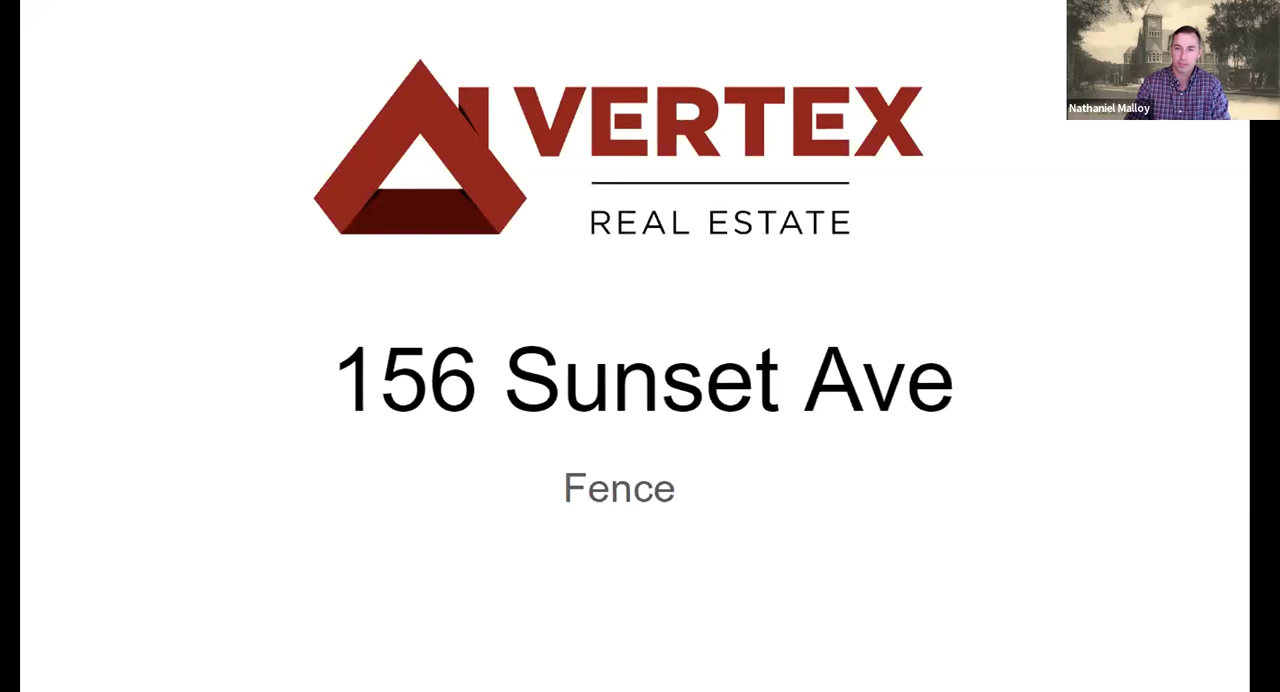 VERTEX
REAL ESTATE
Nathaniel Malloy
156 Sunset Ave
Fence